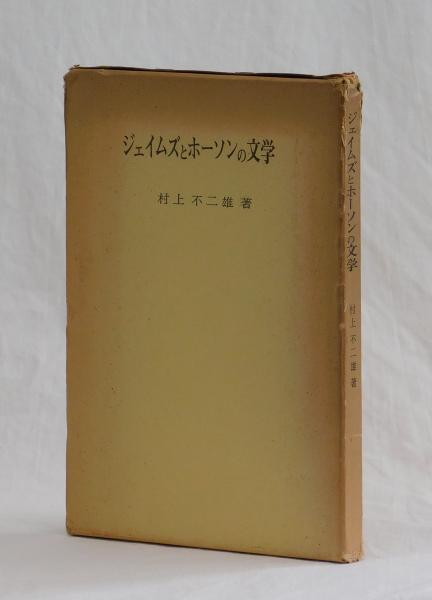 ジェイムズとホーソンの文学
村上 不二雄 著
ジェイムズとホーソンの文学
村上 不二雄 著